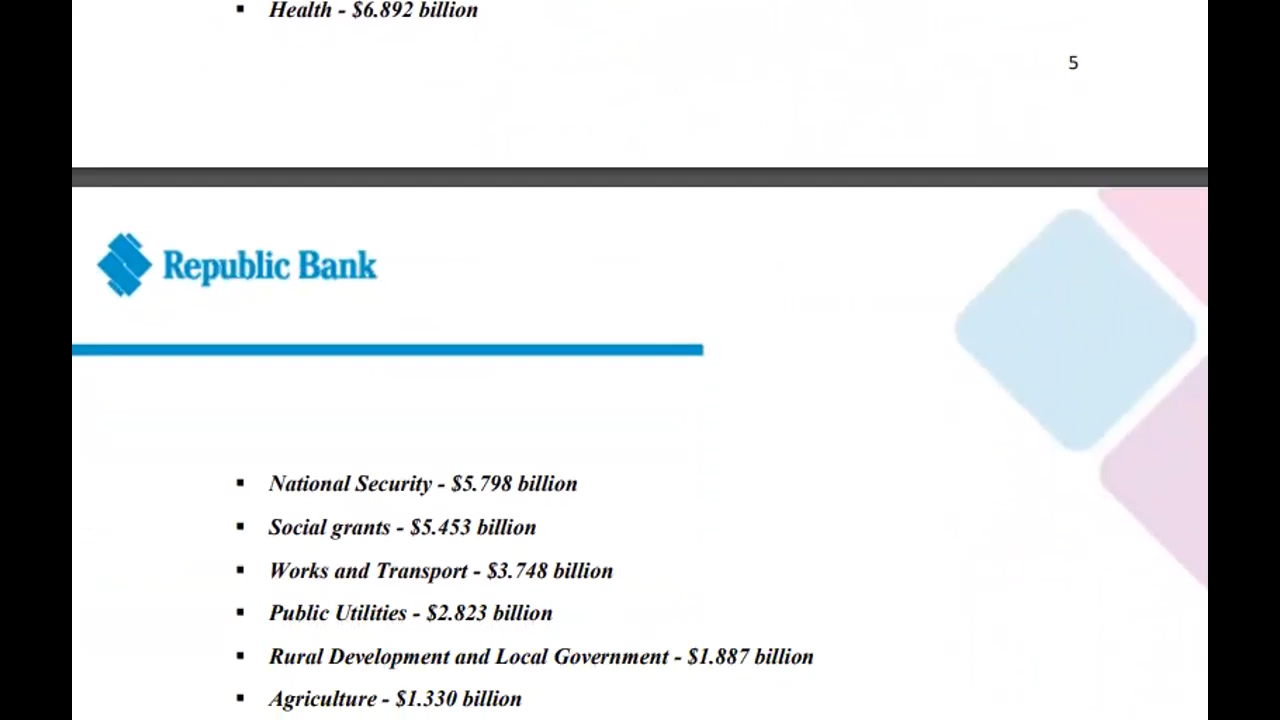 ▪ Health - $6.892 billion
5
Republic Bank
▪ National Security - $5.798 billion
▪ Social grants - $5.453 billion
▪ Works and Transport - $3.748 billion
▪ Public Utilities - $2.823 billion
▪ Rural Development and Local Government - $1.887 billion
▪ Agriculture - $1.330 billion